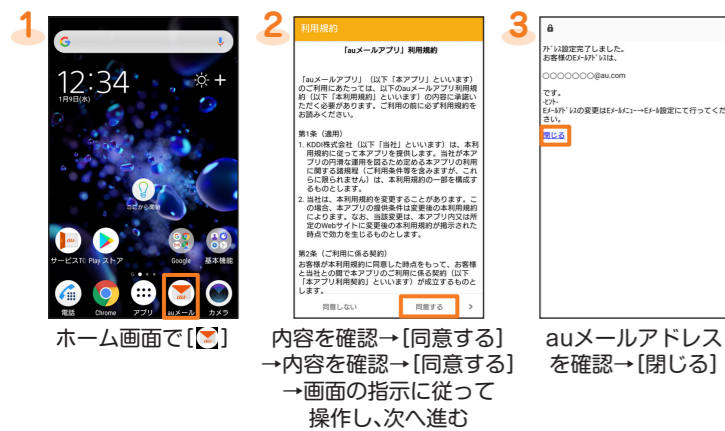 1
G
12:34
1月9日(水)
ここから開始
au
サービスTO
Play ストア
Google
基本機能
電話
Chrome
アプリ
auメール
カメラ
ホーム画面で[ ]
2
利用規約
「auメールアプリ」利用規約
「auメールアプリ」（以下「本アプリ」といいます）
のご利用にあたっては、以下のauメールアプリ利用規
約（以下「本利用規約」といいます）の内容に承諾い
ただく必要があります。ご利用の前に必ず利用規約を
お読みください。
第1条（適用）
1. KDDI株式会社（以下「当社」といいます）は、本利
用規約に従って本アプリを提供します。当社が本ア
プリの円滑な運用を図るため定める本アプリの利用
に関する諸規程（ご利用条件等を含みますが、これ
らに限られません）は、本利用規約の一部を構成す
るものとします。
2. 当社は、本利用規約を変更することがあります。こ
の場合、本アプリの提供条件は変更後の本利用規約
によります。なお、当該変更は、本アプリ内又は所
定のWebサイトに変更後の本利用規約が掲示された
時点で効力を生じるものとします。
第2条（ご利用に係る契約）
お客様が本利用規約に同意した時点をもって、お客様
と当社との間で本アプリのご利用に係る契約（以下
「本アプリ利用契約」といいます）が成立するものと
します。
同意しない
同意する
>
内容を確認→[同意する]
→内容を確認→[同意する]
→画面の指示に従って
操作し、次へ進む
3
ｱﾄﾞﾚｽ設定完了しました。
お客様のEﾒｰﾙｱﾄﾞﾚｽは、
○○○○○○○@au.com
です。
-ﾋﾝﾄ-
Eﾒｰﾙｱﾄﾞﾚｽの変更はEﾒｰﾙﾒﾆｭｰ→Eﾒｰﾙ設定にて行ってくだ
さい。
閉じる
auメールアドレス
を確認→[閉じる]